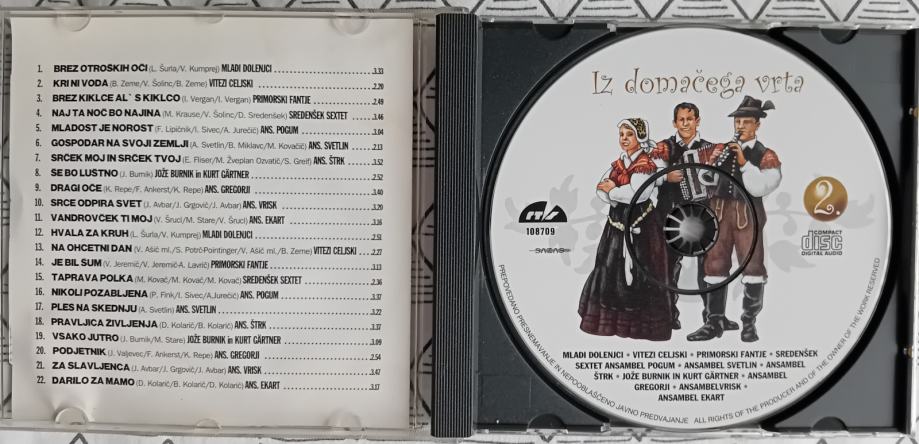 1. BREZ OTROŠKIH OČI (L. Šurla/V. Kumprej) MLADI DOLENJCI 3.33
2. KRI NI VODA (B. Zeme/V. Šolinc/B. Zeme) VITEZI CELJSKI 2.20
3. BREZ KIKLCE AL` S KIKLCO (I. Vergan/I. Vergan) PRIMORSKI FANTJE 2.49
4. NAJ TA NOČ BO NAJINA (M. Krause/V. Šolinc/D. Sredenšek) SREDENŠEK SEXTET 3.46
5. MLADOST JE NOROST (F. Lipičnik/I. Sivec/A. Jurečič) ANS. POGUM 3.04
6. GOSPODAR NA SVOJI ZEMLJI (A. Svetlin/B. Miklavc/M. Kovačič) ANS. SVETLIN 2.13
7. SRČEK MOJ IN SRČEK TVOJ (E. Fliser/M. Žveplan Ozvatič/S. Greif) ANS. ŠTRK 3.52
8. SE BO LUŠTNO (J. Burnik) JOŽE BURNIK in KURT GÄRTNER 2.52
9. DRAGI OČE (K. Repe/F. Ankerst/K. Repe) ANS. GREGORJI 3.40
10. SRCE ODPIRA SVET (J. Avbar/J. Grgovič/J. Avbar) ANS. VRISK 3.20
11. VANDROVČEK TI MOJ (V. Šrucl/M. Stare/V. Šrucl) ANS. EKART 3.16
12. HVALA ZA KRUH (L. Šurla/V. Kumprej) MLADI DOLENJCI 2.51
13. NA OHCETNI DAN (V. Ašič ml./S. Potrč-Pointinger/V. Ašič ml./B. Zeme) VITEZI CELJSKI 2.27
14. JE BIL SUM (V. Jeremič/V. Jeremič-A. Lavrič) PRIMORSKI FANTJE 3.13
15. TAPRAVA POLKA (M. Kovač/M. Kovač/M. Kovač) SREDENŠEK SEXTET 2.36
16. NIKOLI POZABLJENA (P. Fink/I. Sivec/A.Jurečič) ANS. POGUM 3.37
17. PLES NA SKEDNJU (A. Svetlin) ANS. SVETLIN 3.22
18. PRAVLJICA ŽIVLJENJA (D. Kolarič/B. Kolarič) ANS. ŠTRK 3.37
19. VSAKO JUTRO (J. Burnik/M. Stare) JOŽE BURNIK in KURT GÄRTNER 3.09
20. PODJETNIK (J. Valjevec/F. Ankerst/K. Repe) ANS. GREGORJI 2.54
21. ZA SLAVLJENCA (J. Avbar/J. Grgovič/J. Avbar) ANS. VRISK 3.47
22. DARILO ZA MAMO (D. Kolarič/B. Kolarič/D. Kolarič) ANS. EKART 3.17
Iz domačega vrta
2.
108709
SAZAS
COMPACT
disc
DIGITAL AUDIO
MLADI DOLENJCI • VITEZI CELJSKI • PRIMORSKI FANTJE • SREDENŠEK
SEXTET ANSAMBEL POGUM • ANSAMBEL SVETLIN • ANSAMBEL
ŠTRK • JOŽE BURNIK IN KURT GÄRTNER • ANSAMBEL
GREGORJI • ANSAMBELVRISK •
ANSAMBEL EKART
PREPOVEDANO PRESNEMAVANJE IN NEPOOBLAŠČENO JAVNO PREDVAJANJE ALL RIGHTS OF THE PRODUCER AND OF THE OWNER OF THE WORK RESERVED